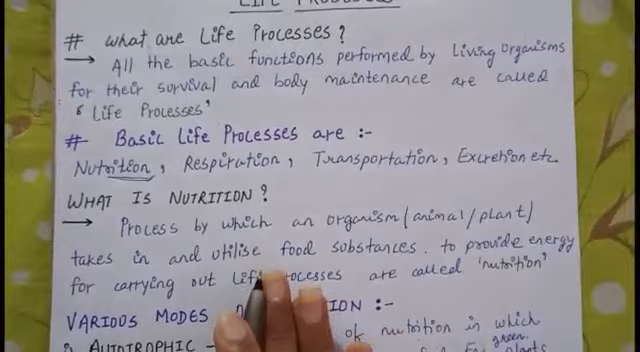 LIFE PROCESSES
# What are Life Processes?
→ All the basic functions performed by living organisms
for their survival and body maintenance are called
'Life Processes'
# Basic Life Processes are :-
Nutrition, Respiration, Transportation, Excretion etc.
WHAT IS NUTRITION?
→ Process by which an organism/animal/plant/
takes in and utilise food substances. to provide energy
for carrying out life processes are called 'nutrition'
VARIOUS MODES :-
of nutrition in which
green
AUTOTROPHIC - plants